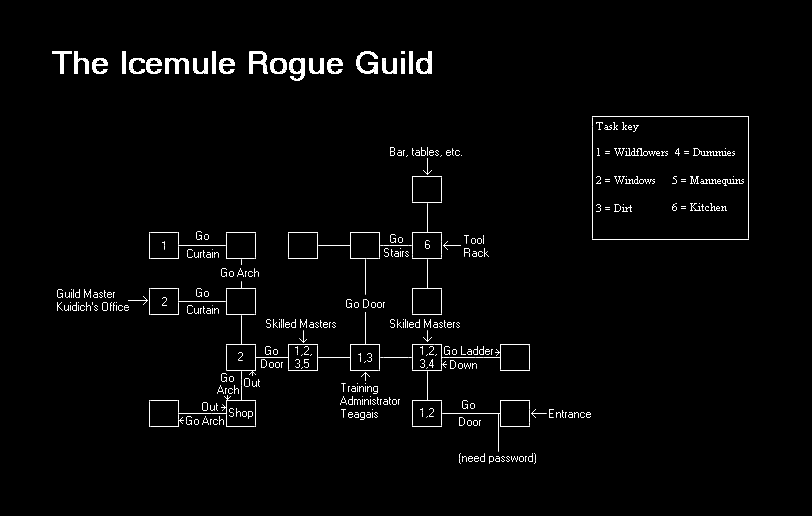 The Icemule Rogue Guild
Task key
1 = Wildflowers 4 = Dummies
2 = Windows 5 = Mannequins
3 = Dirt 6 = Kitchen
Bar, tables, etc.
1
Go
Curtain
Go
Stairs
6
Tool
Rack
Go Arch
Guild Master
Kuidich's Office
2
Go
Curtain
Go Door
Skilled Masters
Skilled Masters
2
Go
Door
1,2,
3,5
1,3
1,2,
3,4
Go Ladder
Down
Go
Arch
Out
Training
Administrator
Teagais
Out
Go Arch
Shop
1,2
Go
Door
Entrance
(need password)